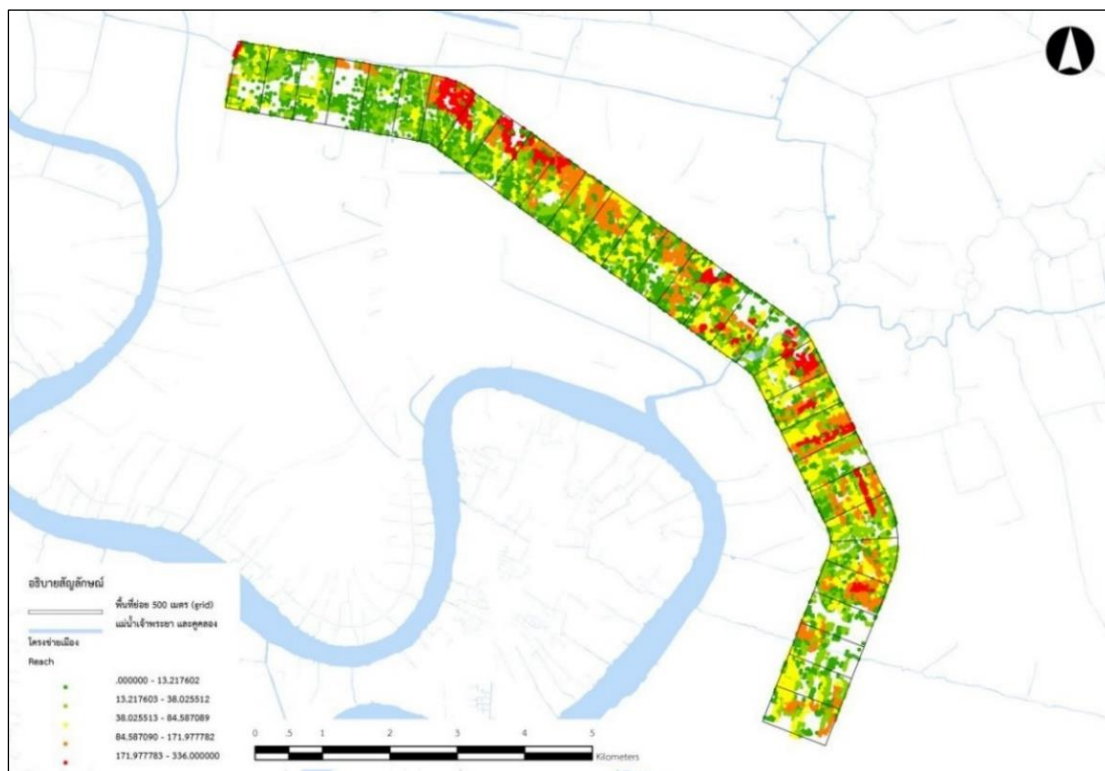 อธิบายสัญลักษณ์
พื้นที่ย่อย 500 เมตร (grid)
แม่น้ำเจ้าพระยา และคูคลอง
โครงข่ายเมือง
Reach
.000000 - 13.217602
13.217603 - 38.025512
38.025513 - 84.587089
84.587090 - 171.977782
171.977783 - 336.000000
0 .5 1 2 3 4 5
Kilometers